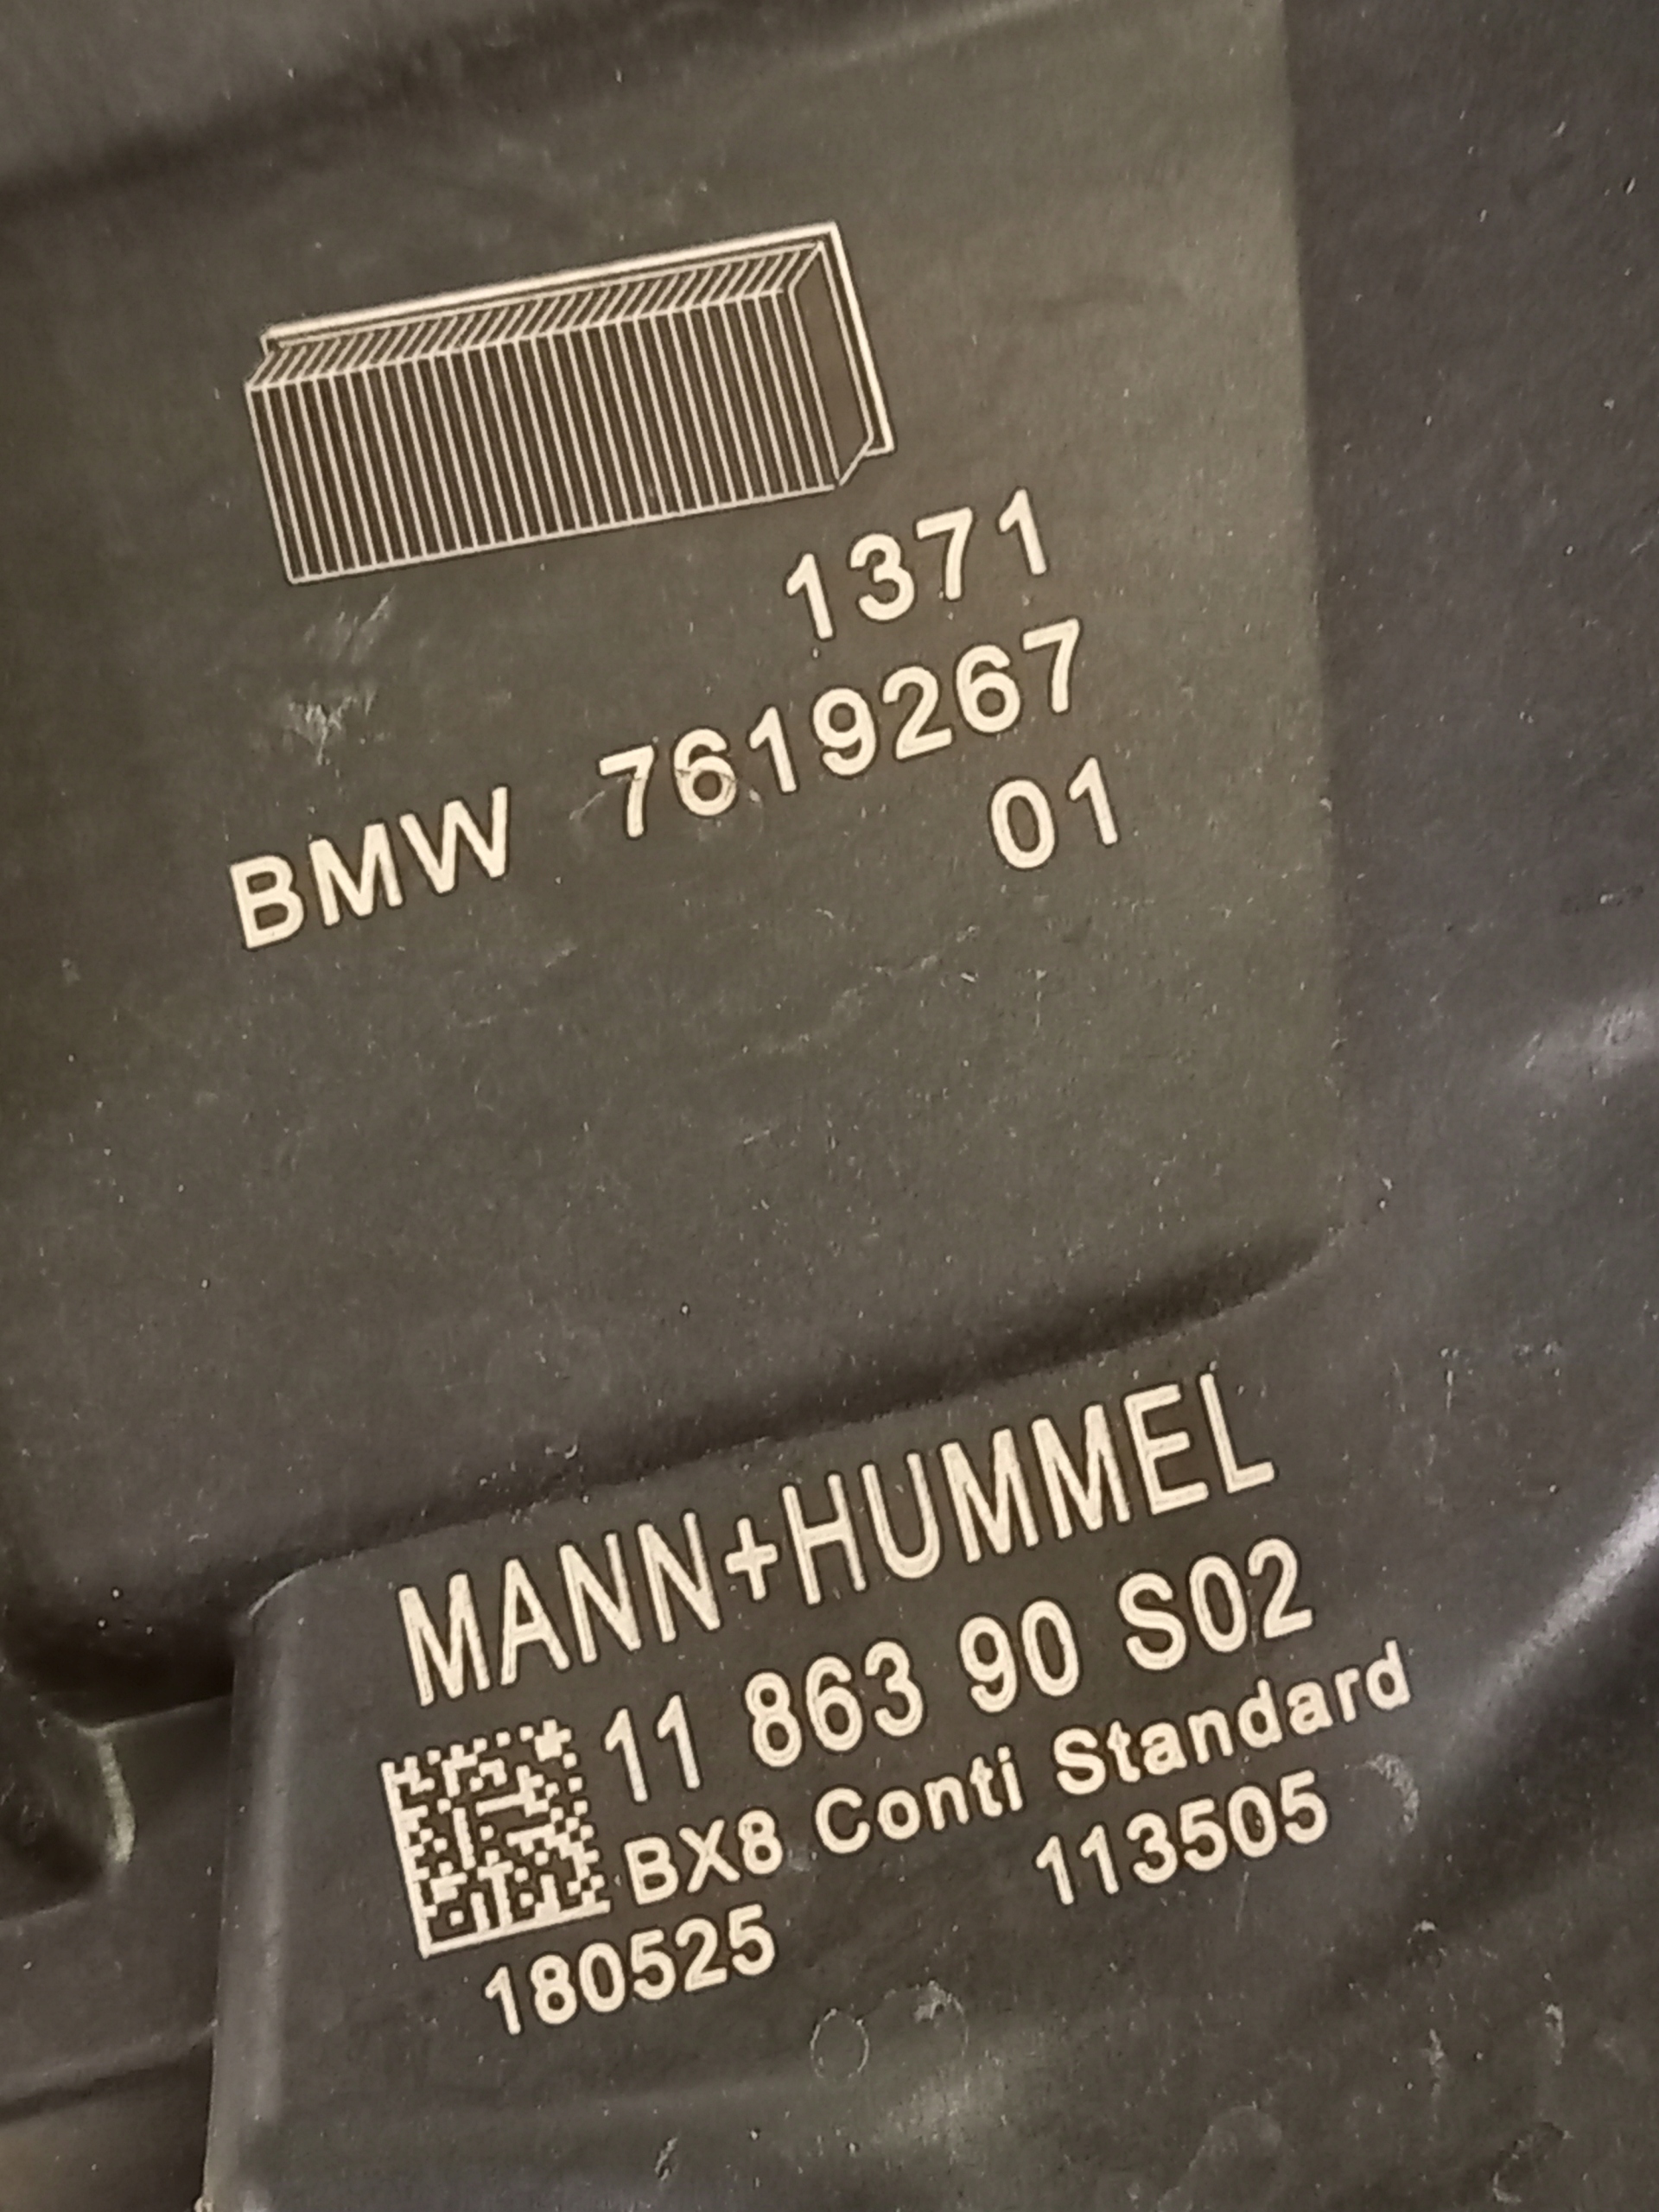 1371
BMW 7619267
01
MANN+HUMMEL
11 863 90 S02
BX8 Conti Standard
180525 113505